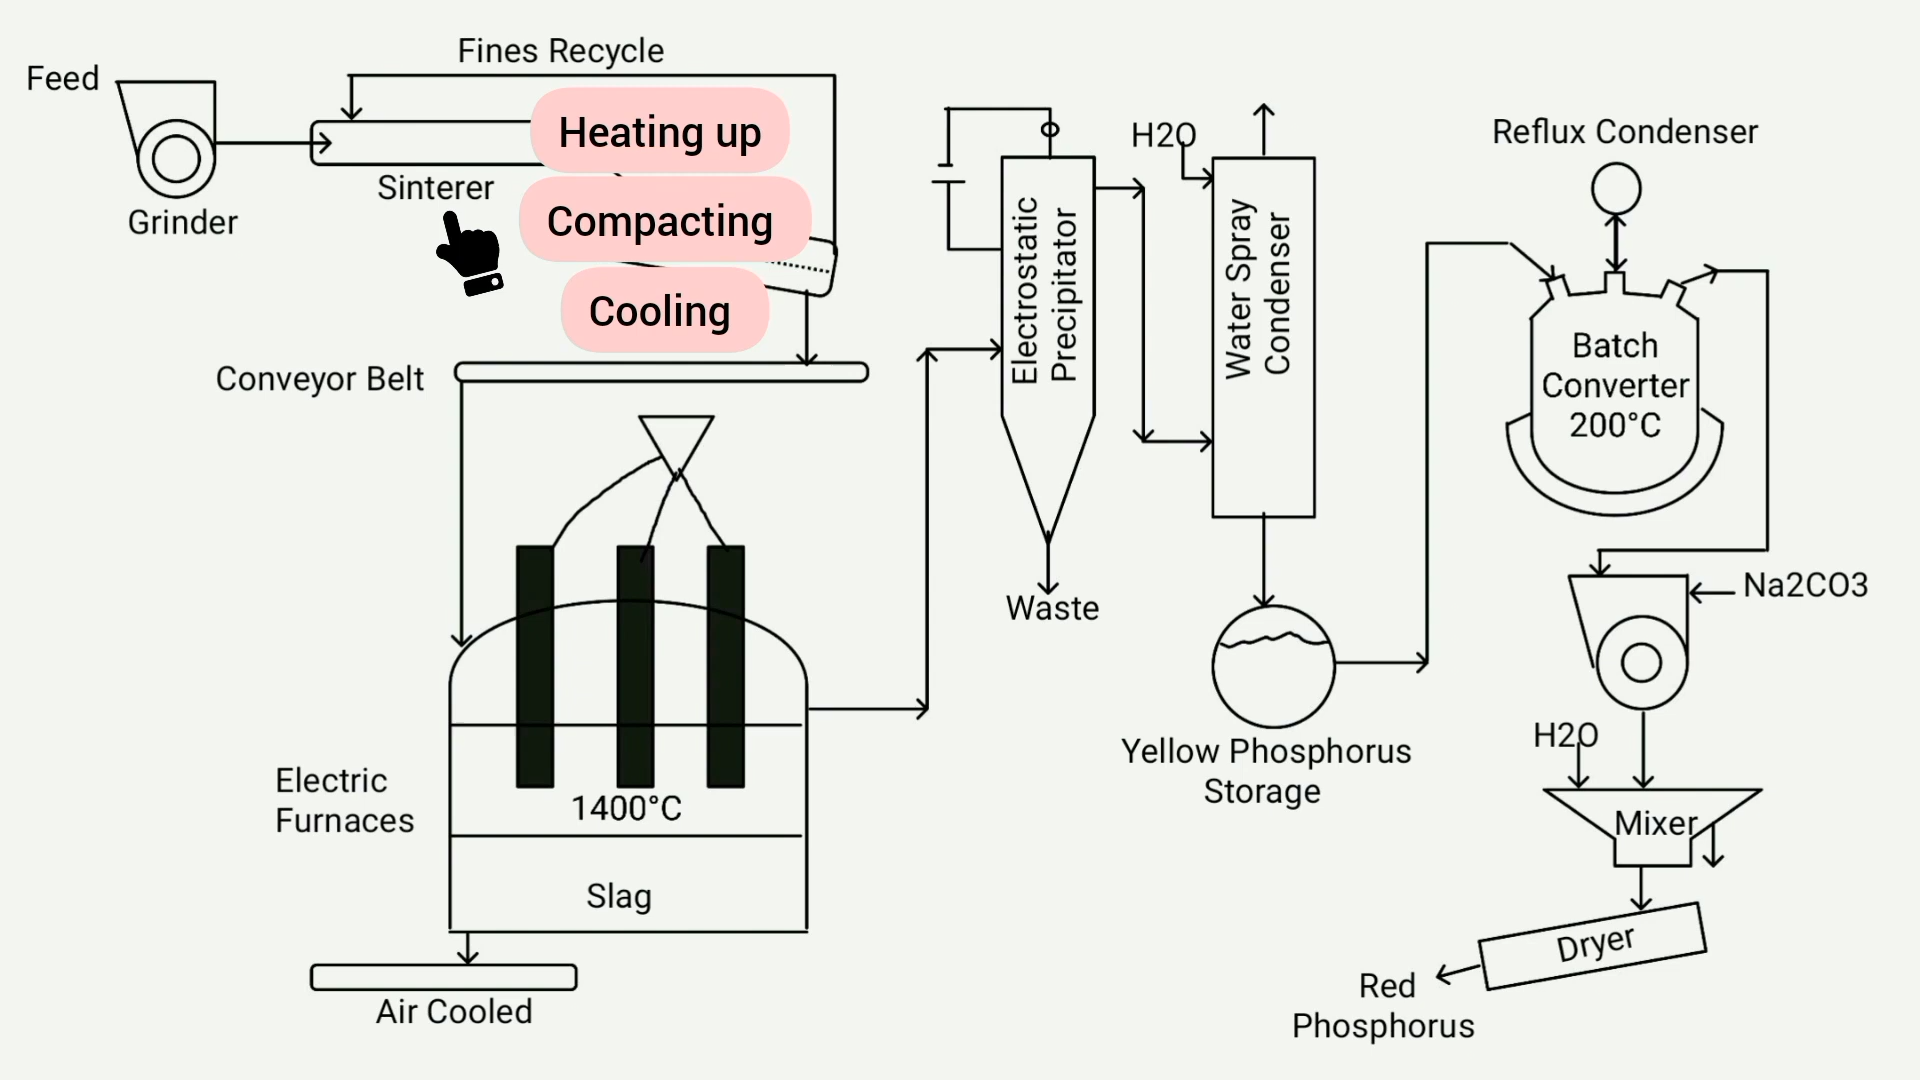 Fines Recycle
Feed
Heating up
Sinterer
Grinder
Compacting
Cooling
Conveyor Belt
H2O
Electrostatic
Precipitator
Water Spray
Condenser
Reflux Condenser
Batch
Converter
200°C
Waste
Na2CO3
Yellow Phosphorus
Storage
H2O
Mixer
Electric
Furnaces
1400°C
Slag
Air Cooled
Dryer
Red
Phosphorus